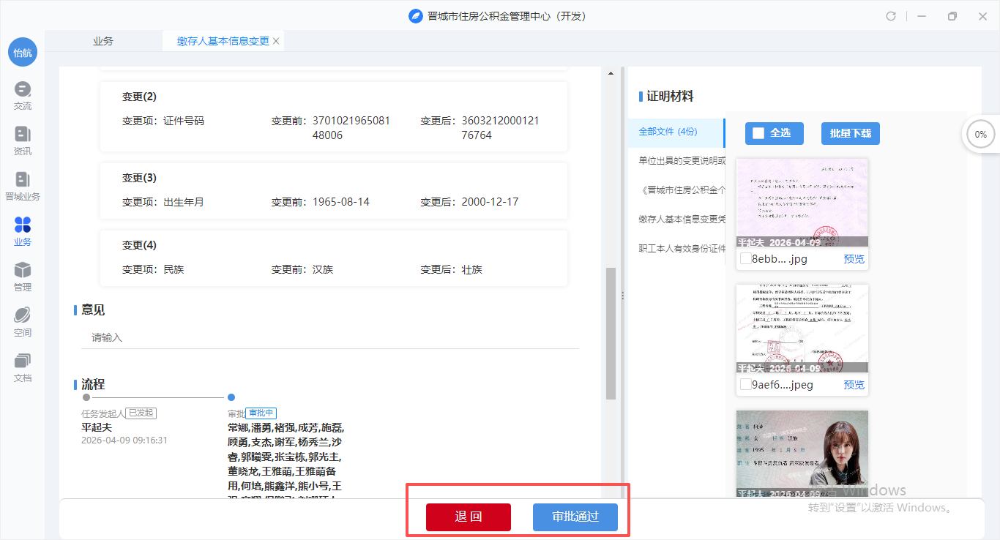 晋城市住房公积金管理中心（开发）
业务
缴存人基本信息变更
怡航
交流
资讯
晋城业务
业务
管理
空间
文档
变更(2)
变更项：证件号码
变更前：3701021965081
48006
变更后：3603212000121
76764
变更(3)
变更项：出生年月
变更前：1965-08-14
变更后：2000-12-17
变更(4)
变更项：民族
变更前：汉族
变更后：壮族
意见
请输入
流程
任务发起人 已发起
平起夫
2026-04-09 09:16:31
审批 审批中
常娜,潘勇,褚强,成芳,施磊,
顾勇,支杰,谢军,杨秀兰,沙
睿,郭曦雯,张宝栋,郭光主,
董晓龙,王雅萌,王雅萌备
用,何培,熊鑫洋,熊小号,王
退 回
审批通过
证明材料
全部文件 (4份)
单位出具的变更说明或
《晋城市住房公积金个
缴存人基本信息变更凭
职工本人有效身份证件
全选
批量下载
平起夫 2026-04-09
8ebb... .jpg
预览
平起夫 2026-04-09
9aef6....jpeg
预览
女
汉族
1995 年 1 月 5 日
平起夫 2026-04-09
0%
Windows
转到"设置"以激活 Windows。